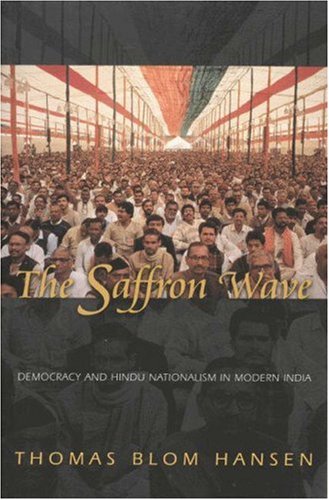 The Saffron Wave
DEMOCRACY AND HINDU NATIONALISM IN MODERN INDIA
THOMAS BLOM HANSEN